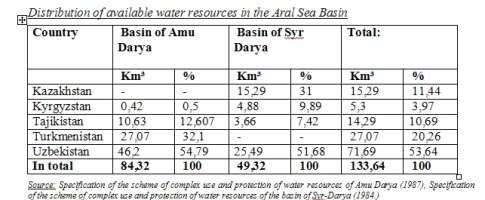 Distribution of available water resources in the Aral Sea Basin
Country Basin of Amu Darya Basin of Syr Darya Total:
Km³ % Km³ % Km³ %
Kazakhstan - - 15,29 31 15,29 11,44
Kyrgyzstan 0,42 0,5 4,88 9,89 5,3 3,97
Tajikistan 10,63 12,607 3,66 7,42 14,29 10,69
Turkmenistan 27,07 32,1 - - 27,07 20,26
Uzbekistan 46,2 54,79 25,49 51,68 71,69 53,64
In total 84,32 100 49,32 100 133,64 100
Source: Specification of the scheme of complex use and protection of water resources of Amu Darya (1987), Specification
of the scheme of complex use and protection of water resources of the basin of Syr-Darya (1984.)